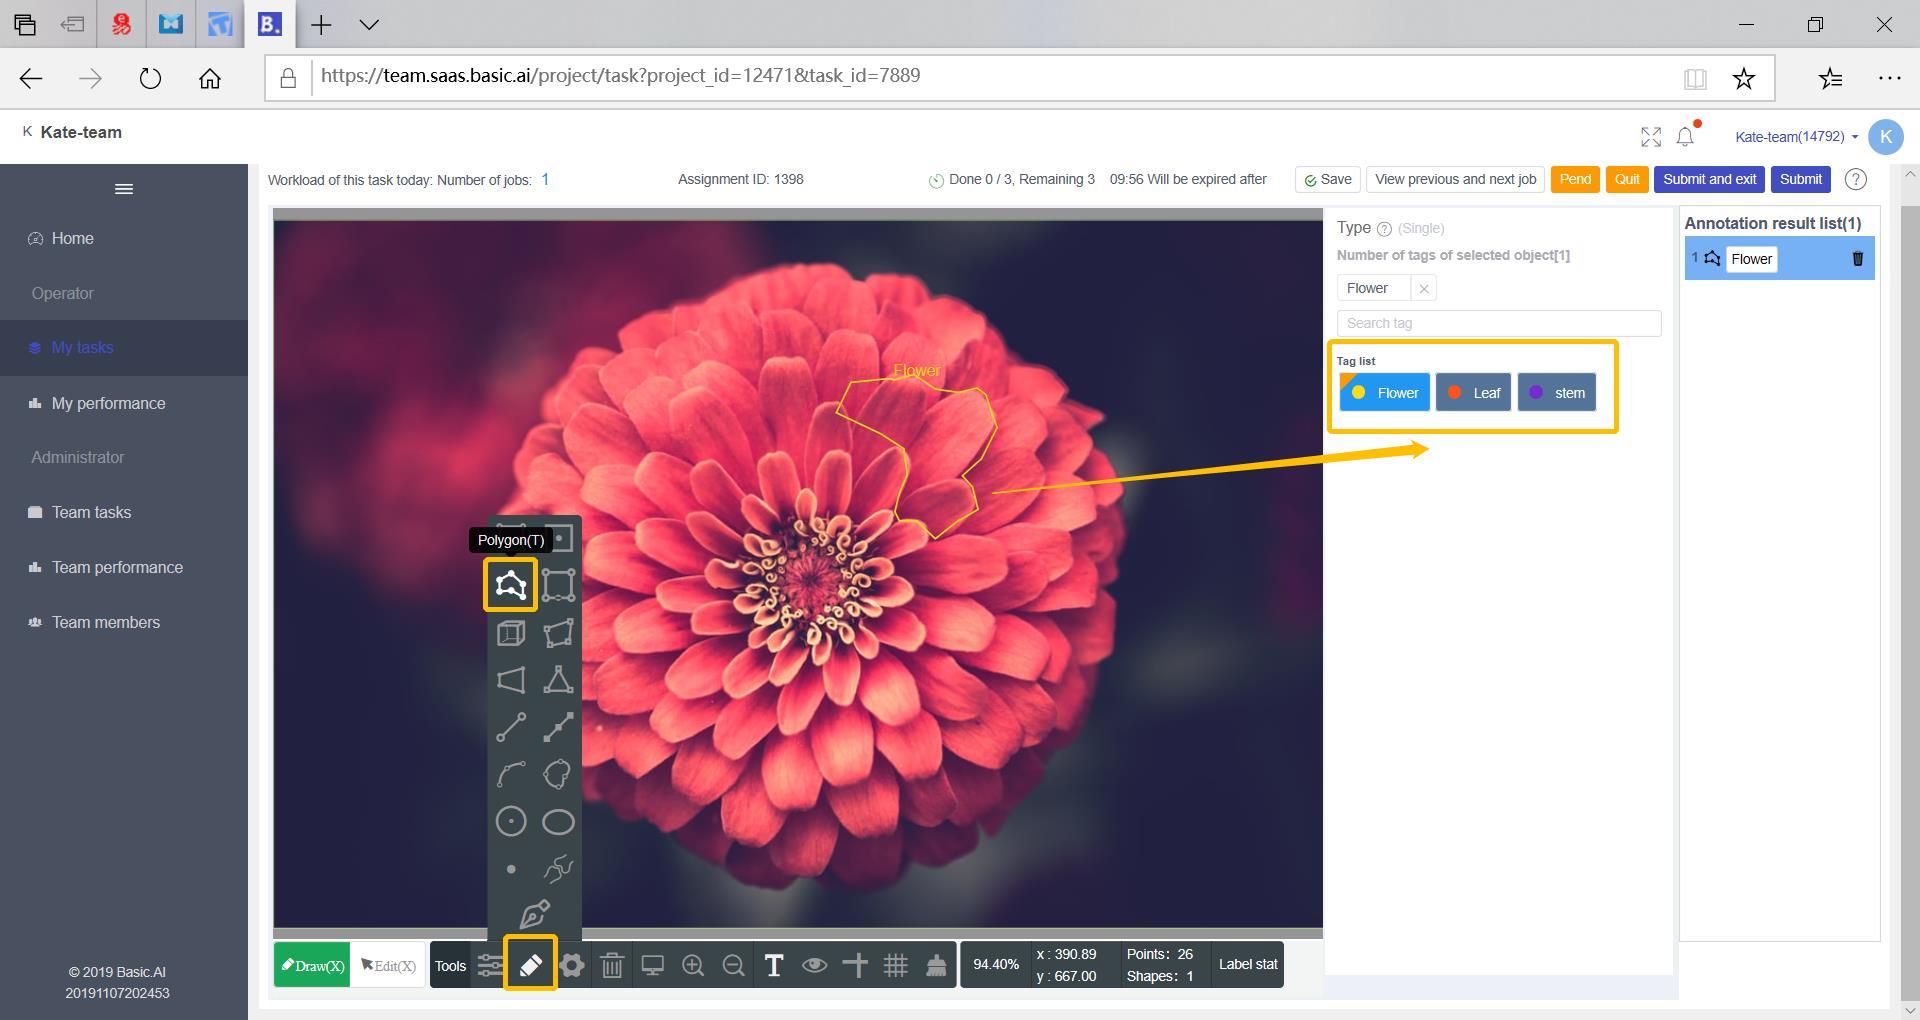 B.
https://team.saas.basic.ai/project/task?project_id=12471&task_id=7889
K Kate-team
Kate-team(14792)
K
Workload of this task today: Number of jobs: 1
Assignment ID: 1398
Done 0 / 3, Remaining 3
09:56 Will be expired after
Save
View previous and next job
Pend
Quit
Submit and exit
Submit
?
Home
Operator
My tasks
My performance
Administrator
Team tasks
Team performance
Team members
© 2019 Basic.AI
20191107202453
Flower
Polygon(T)
Type ? (Single)
Number of tags of selected object[1]
Flower ×
Search tag
Tag list
Flower
Leaf
stem
Annotation result list(1)
1 Flower
Draw(X)
Edit(X)
Tools
T
94.40%
x : 390.89
y : 667.00
Points: 26
Shapes: 1
Label stat